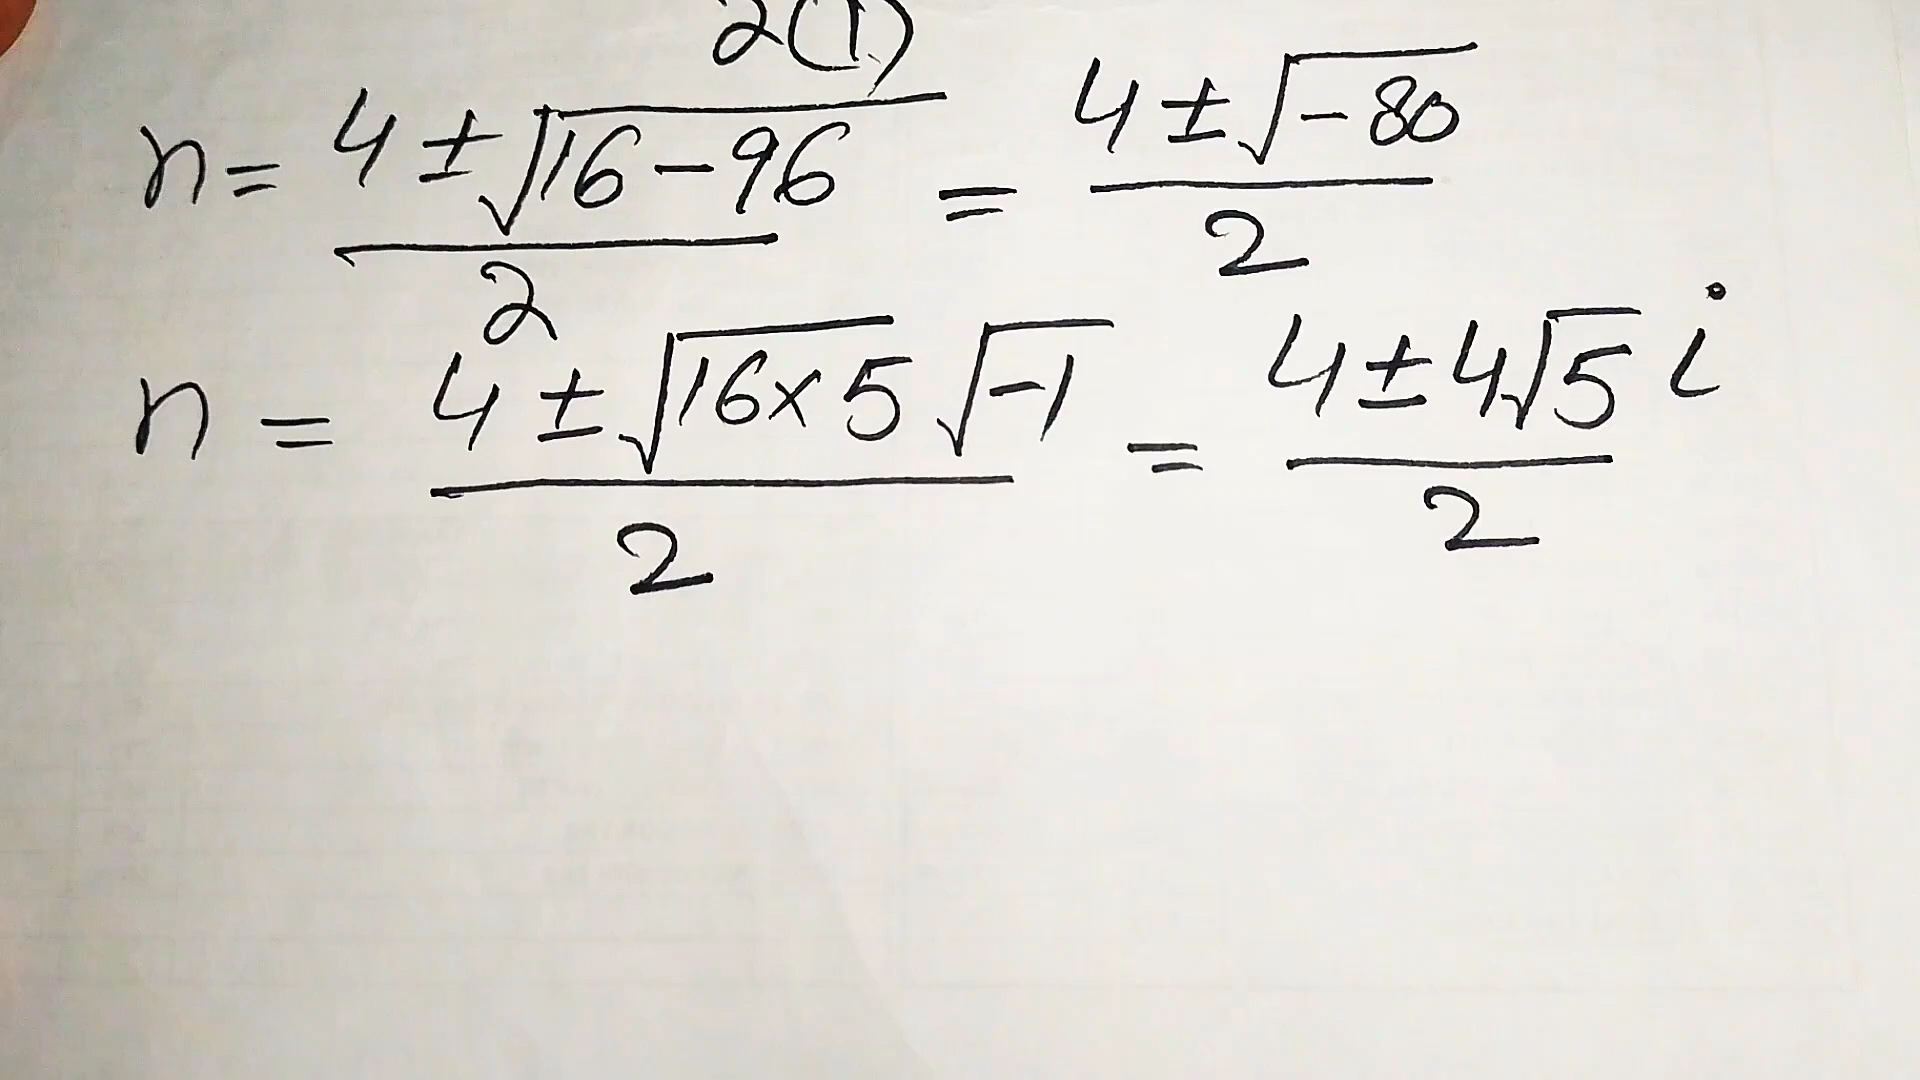 2(1)
n = 4 ± √16 - 96 / 2 = 4 ± √-80 / 2
n = 4 ± √16×5 √-1 / 2 = 4 ± 4√5 i / 2